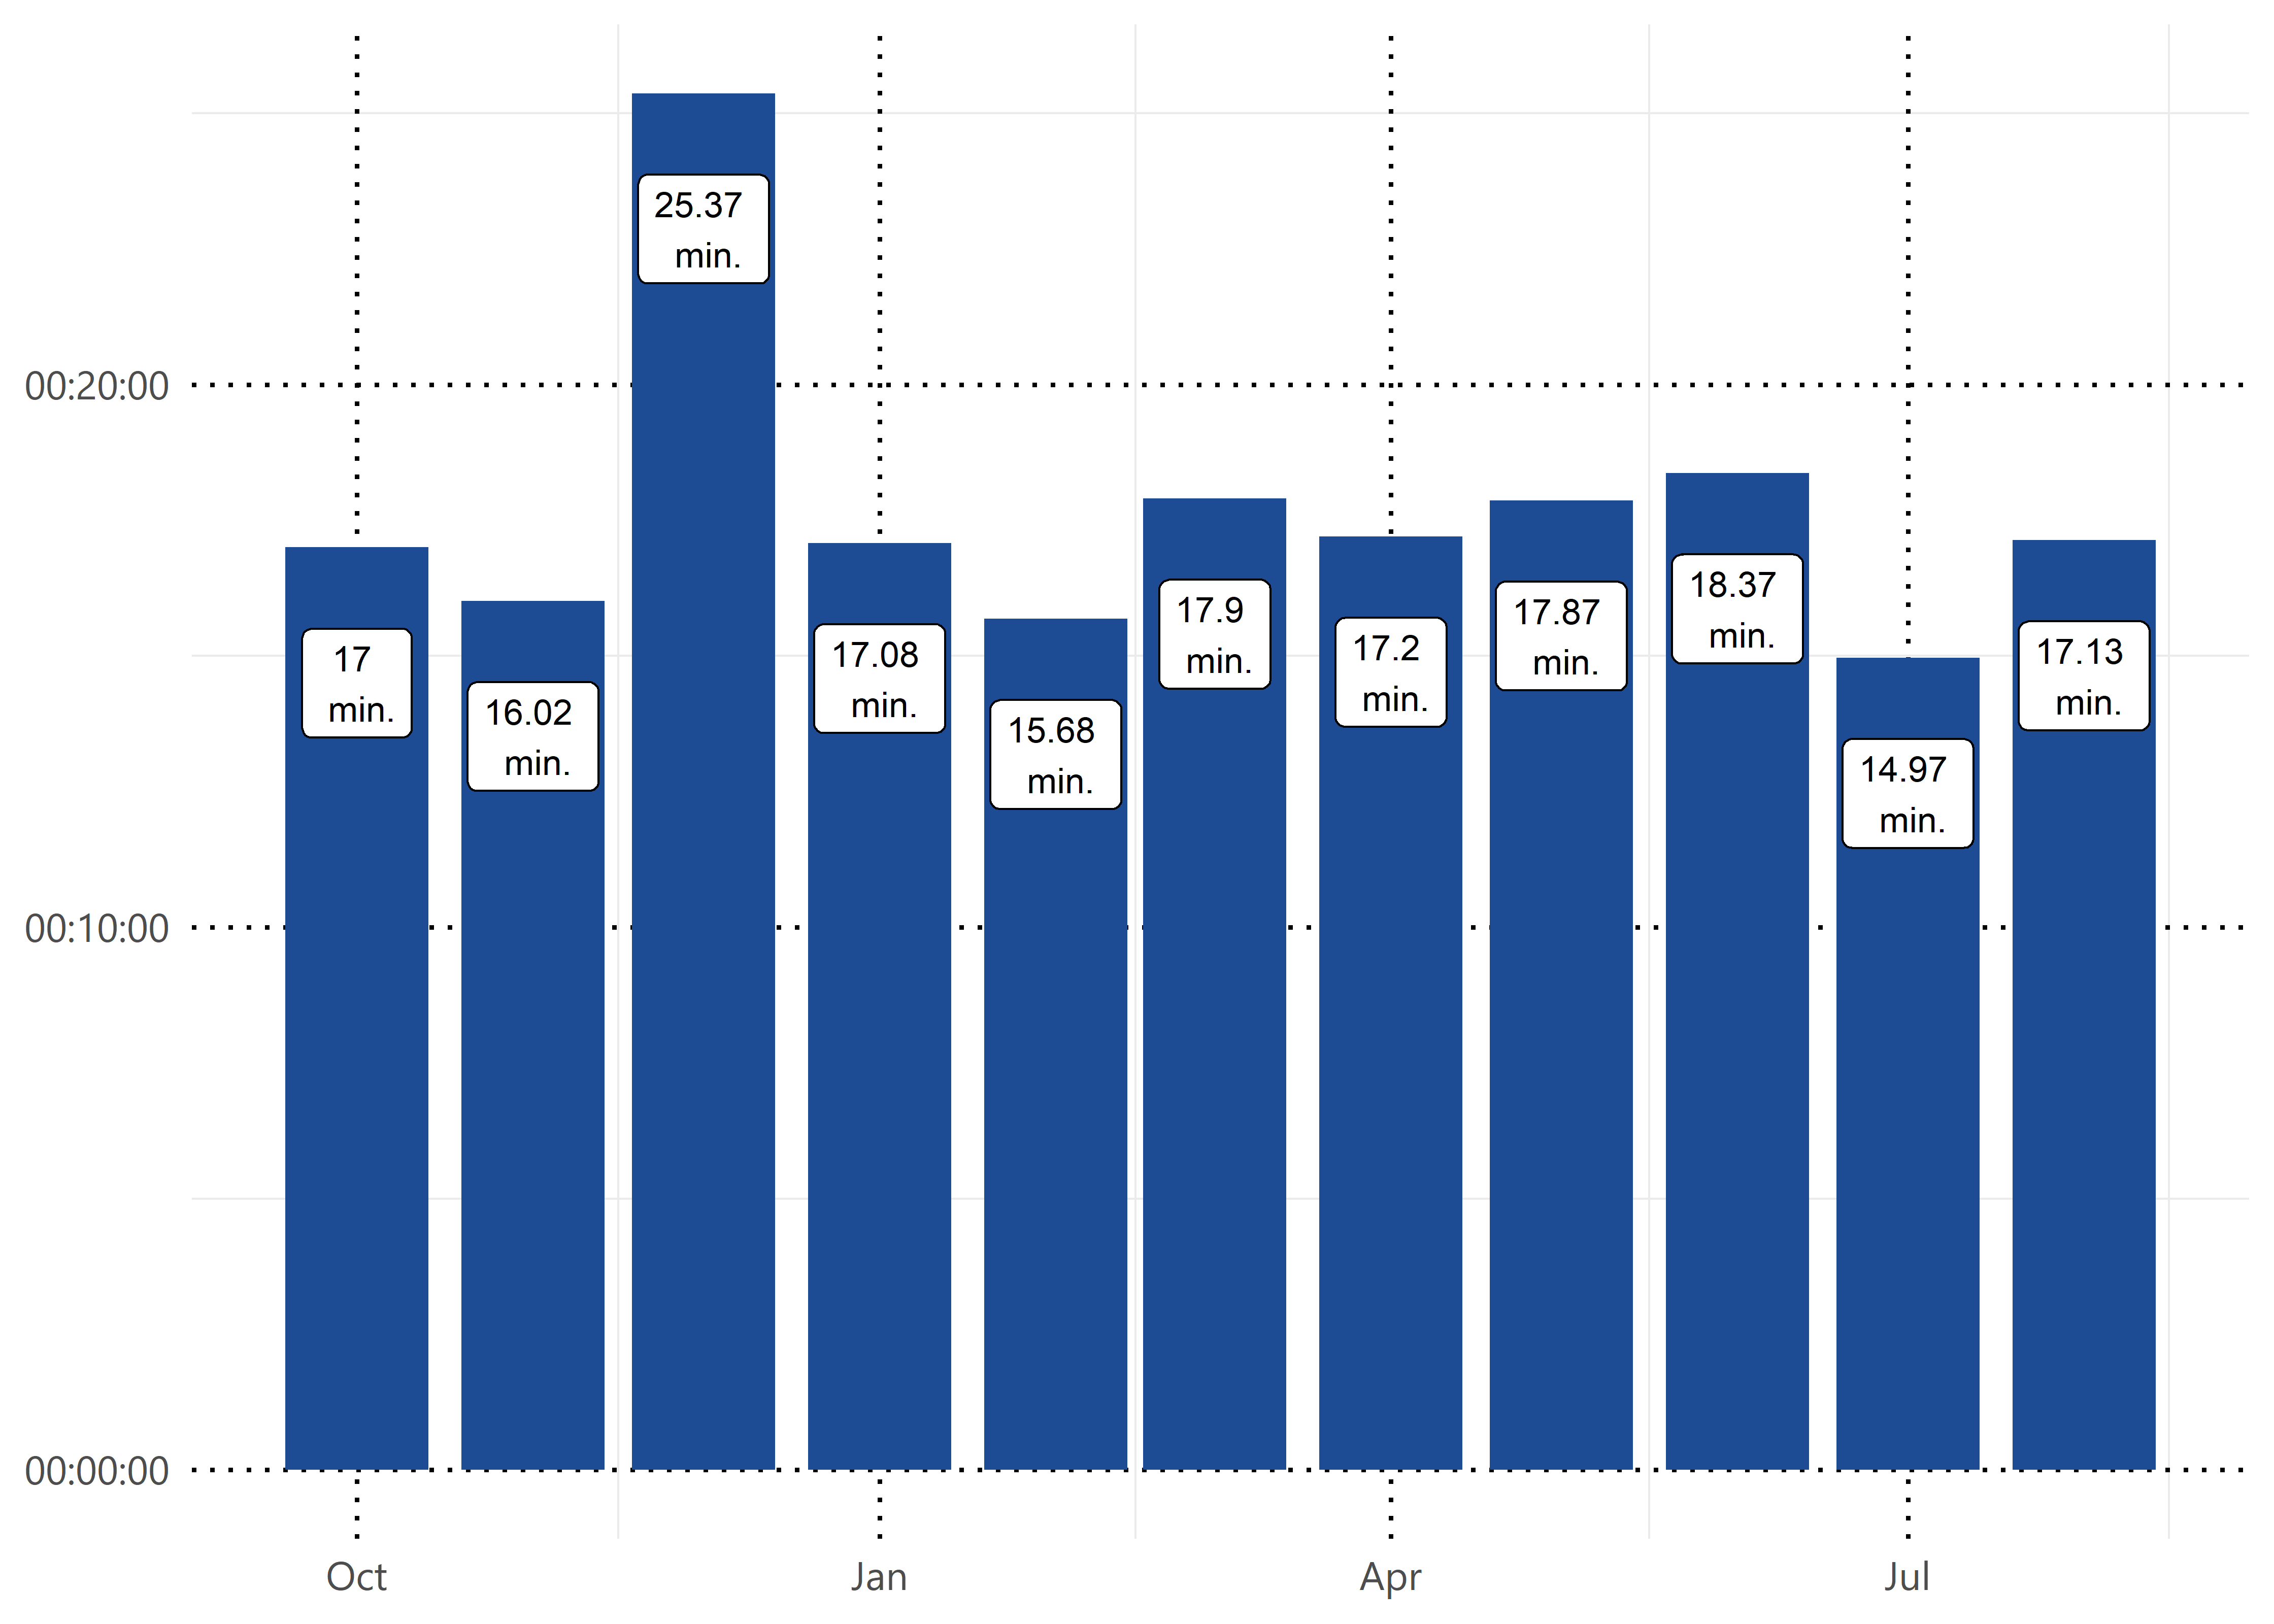 25.37
min.
00:20:00
17
min.
16.02
min.
17.08
min.
15.68
min.
17.9
min.
17.2
min.
17.87
min.
18.37
min.
14.97
min.
17.13
min.
00:10:00
00:00:00
Oct
Jan
Apr
Jul